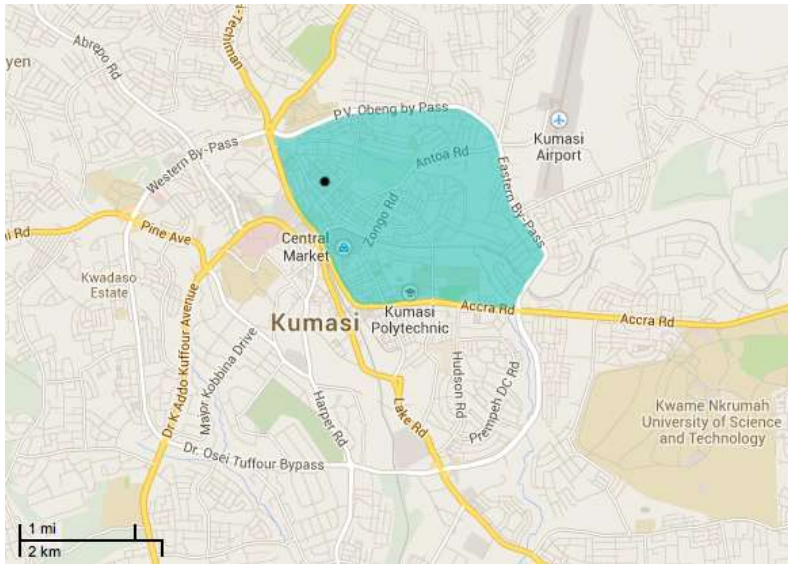 Abrepo Rd
-Techiman
yen
P.V. Obeng by Pass
Western By-Pass
Antoa Rd
Kumasi
Airport
Eastern By-Pass
Zongo Rd
Pine Ave
Rd
Central
Market
Kwadaso
Estate
Kumasi
Kumasi
Polytechnic
Accra Rd
Accra Rd
Dr K Addo Kuffour Avenue
Major Kobbina Drive
Harper Rd
Lake Rd
Hudson Rd
Prempeh DC Rd
Kwame Nkrumah
University of Science
and Technology
Dr. Osei Tuffour Bypass
1 mi
2 km